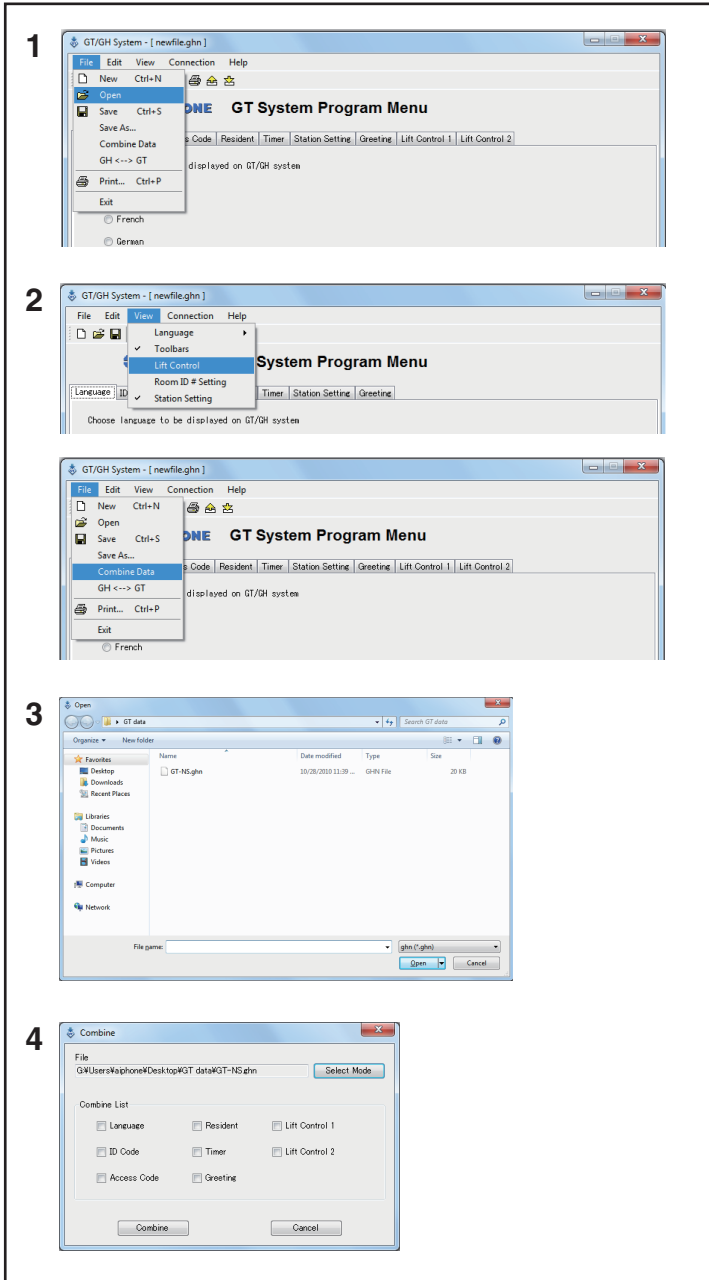 1
GT/GH System - [ newfile.ghn ]
File Edit View Connection Help
New Ctrl+N
Open
Save Ctrl+S
ONE GT System Program Menu
Save As...
Combine Data
s Code Resident Timer Station Setting Greeting Lift Control 1 Lift Control 2
GH <--> GT
displayed on GT/GH system
Print... Ctrl+P
Exit
French
German
2
GT/GH System - [ newfile.ghn ]
File Edit View Connection Help
Language
Toolbars
Lift Control
System Program Menu
Room ID # Setting
Language ID Timer Station Setting Greeting
Station Setting
Choose language to be displayed on GT/GH system
GT/GH System - [ newfile.ghn ]
File Edit View Connection Help
New Ctrl+N
Open
Save Ctrl+S
ONE GT System Program Menu
Save As...
Combine Data
s Code Resident Timer Station Setting Greeting Lift Control 1 Lift Control 2
GH <--> GT
displayed on GT/GH system
Print... Ctrl+P
Exit
French
3
Open
GT data
Search GT data
Organize New folder
Favorites
Name Date modified Type Size
Desktop
GT-NS.ghn 10/28/2010 11:39 ... GHN File 20 KB
Downloads
Recent Places
Libraries
Documents
Music
Pictures
Videos
Computer
Network
File name: ghn (*.ghn)
Open Cancel
4
Combine
File
G:¥Users¥aiphone¥Desktop¥GT data¥GT-NS.ghn Select Mode
Combine List
Language Resident Lift Control 1
ID Code Timer Lift Control 2
Access Code Greeting
Combine Cancel